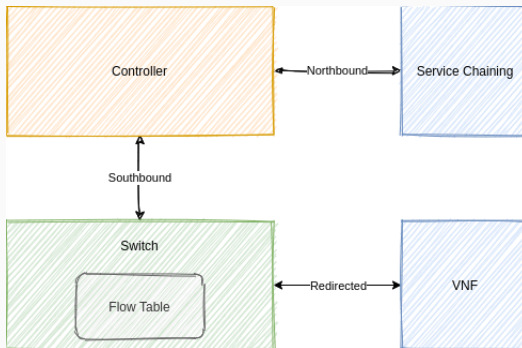 Controller
Northbound
Service Chaining
Southbound
Switch
Flow Table
Redirected
VNF